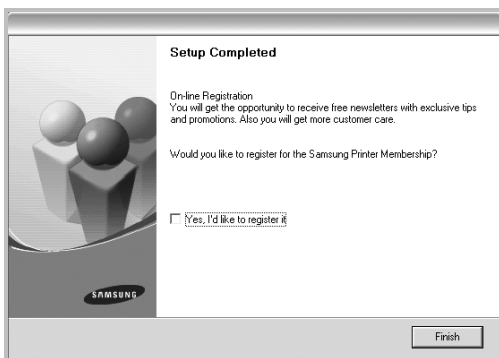 Setup Completed
On-line Registration
You will get the opportunity to receive free newsletters with exclusive tips
and promotions. Also you will get more customer care.
Would you like to register for the Samsung Printer Membership?
Yes, I'd like to register it
SAMSUNG
Finish